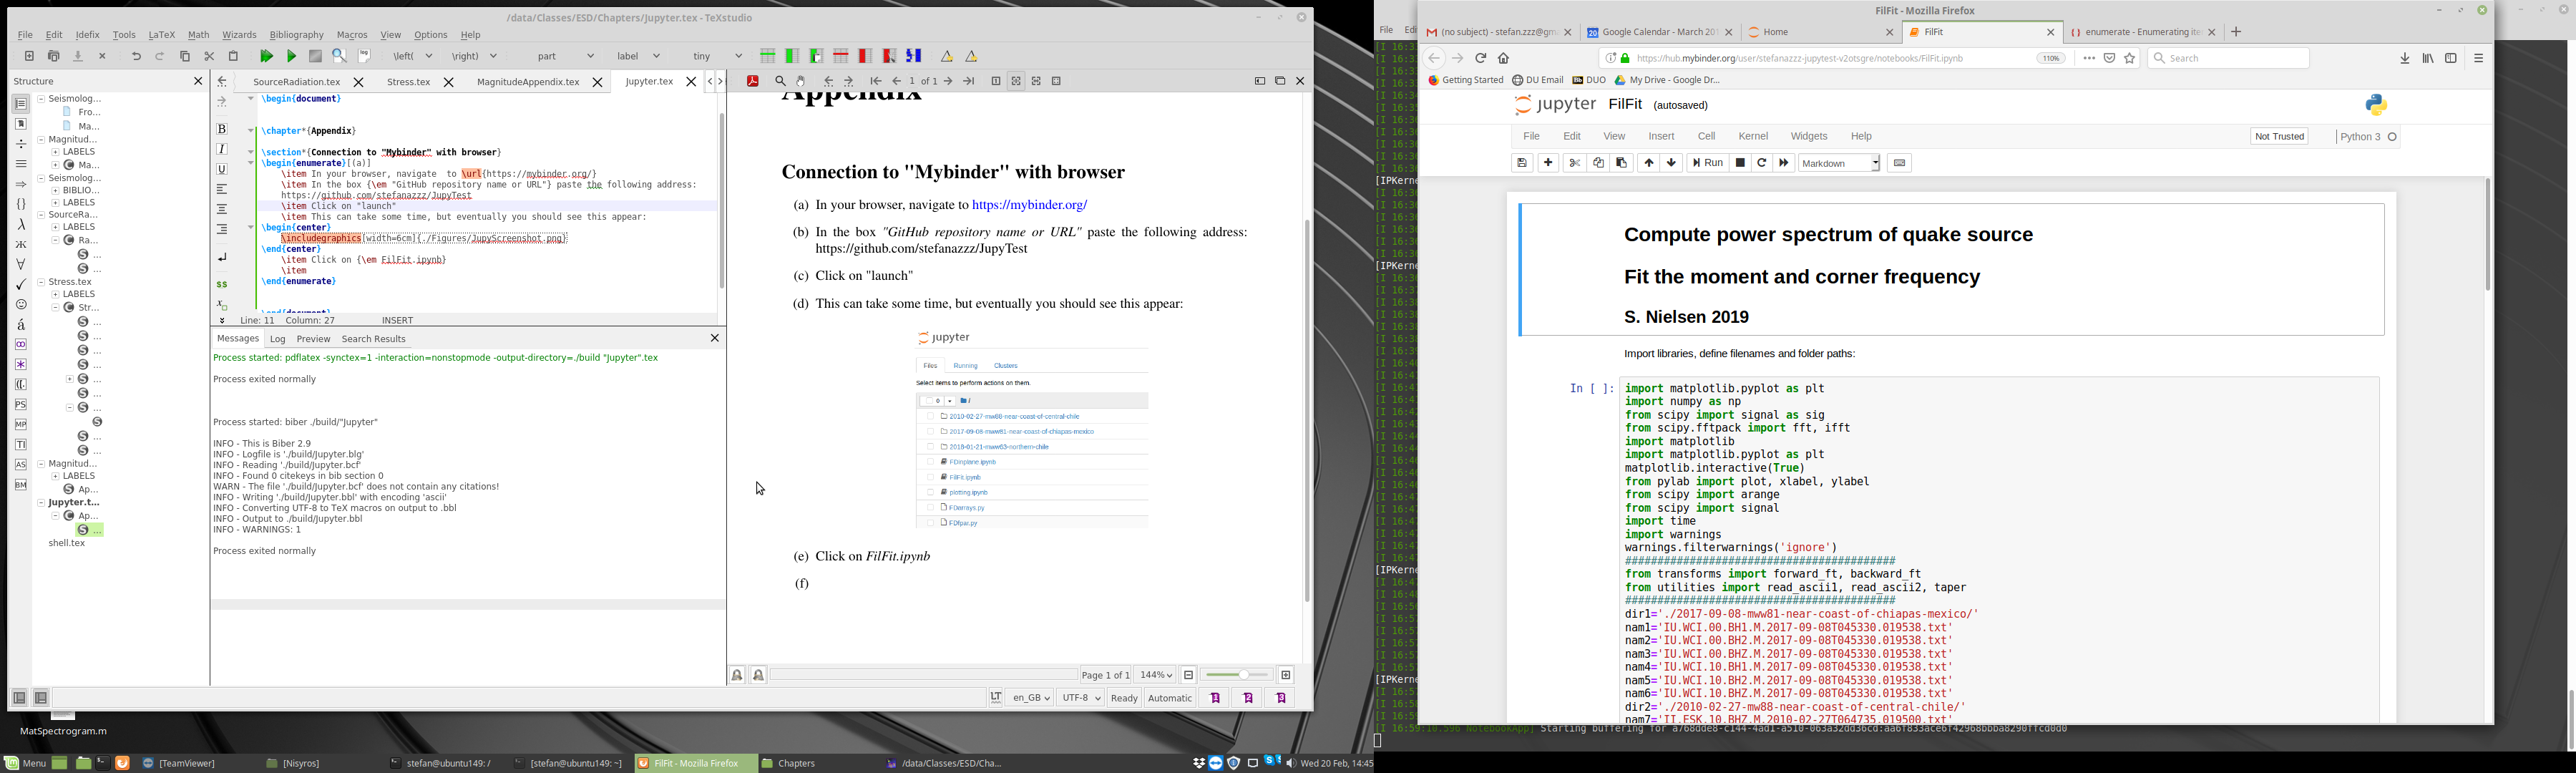 /data/Classes/ESD/Chapters/Jupyter.tex - TeXstudio
File Edit Idefix Tools LaTeX Math Wizards Bibliography Macros View Options Help
\left( \right) part label tiny
Structure
SourceRadiation.tex Stress.tex MagnitudeAppendix.tex Jupyter.tex
Seismolog...
Fro...
Ma...
Magnitud...
LABELS
Ma...
Seismolog...
BIBLIO...
LABELS
SourceRa...
LABELS
Ra...
...
...
Stress.tex
LABELS
Str...
...
...
...
...
...
...
...
...
...
...
Magnitud...
LABELS
Ap...
Jupyter.t...
Ap...
...
shell.tex
\begin{document}
\chapter*{Appendix}
\section*{Connection to "Mybinder" with browser}
\begin{enumerate}[(a)]
\item In your browser, navigate  to \url{https://mybinder.org/}
\item In the box {\em "GitHub repository name or URL"} paste the following address:
https://github.com/stefanazzz/JupyTest
\item Click on "launch"
\item This can take some time, but eventually you should see this appear:
\begin{center}
\includegraphics[width=6cm]{./Figures/JupyScreenshot.png}
\end{center}
\item Click on {\em FilFit.ipynb}
\item
\end{enumerate}
Line: 11 Column: 27 INSERT
Messages Log Preview Search Results
Process started: pdflatex -synctex=1 -interaction=nonstopmode -output-directory=./build "Jupyter".tex
Process exited normally
Process started: biber ./build/"Jupyter"
INFO - This is Biber 2.9
INFO - Logfile is './build/Jupyter.blg'
INFO - Reading './build/Jupyter.bcf'
INFO - Found 0 citekeys in bib section 0
WARN - The file './build/Jupyter.bcf' does not contain any citations!
INFO - Writing './build/Jupyter.bbl' with encoding 'ascii'
INFO - Converting UTF-8 to TeX macros on output to .bbl
INFO - Output to ./build/Jupyter.bbl
INFO - WARNINGS: 1
Process exited normally
1 of 1
Appendix
Connection to "Mybinder" with browser
(a) In your browser, navigate to https://mybinder.org/
(b) In the box "GitHub repository name or URL" paste the following address:
https://github.com/stefanazzz/JupyTest
(c) Click on "launch"
(d) This can take some time, but eventually you should see this appear:
jupyter
Files Running Clusters
Select items to perform actions on them.
0 /
2010-02-27-mw88-near-coast-of-central-chile
2017-09-08-mw81-near-coast-of-chiapas-mexico
2018-01-21-mww63-northern-chile
FDinplane.ipynb
FilFit.ipynb
plotting.ipynb
FDarrays.py
FDfpar.py
(e) Click on FilFit.ipynb
(f)
Page 1 of 1 144%
en_GB UTF-8 Ready Automatic
MatSpectrogram.m
Menu [TeamViewer] [Nisyros] stefan@ubuntu149: / [stefan@ubuntu149: ~] FilFit - Mozilla Firefox Chapters /data/Classes/ESD/Cha... Wed 20 Feb, 14:45
FilFit - Mozilla Firefox
(no subject) - stefan.zzz@gm Google Calendar - March 201 Home FilFit enumerate - Enumerating ite
https://hub.mybinder.org/user/stefanazzz-jupytest-v2otsgre/notebooks/FilFit.ipynb 110% Search
Getting Started DU Email DUO My Drive - Google Dr...
jupyter FilFit (autosaved)
File Edit View Insert Cell Kernel Widgets Help Not Trusted Python 3
Run Markdown
Compute power spectrum of quake source
Fit the moment and corner frequency
S. Nielsen 2019
Import libraries, define filenames and folder paths:
In [ ]:
import matplotlib.pyplot as plt
import numpy as np
from scipy import signal as sig
from scipy.fftpack import fft, ifft
import matplotlib
import matplotlib.pyplot as plt
matplotlib.interactive(True)
from pylab import plot, xlabel, ylabel
from scipy import arange
from scipy import signal
import time
import warnings
warnings.filterwarnings('ignore')
##########################################
from transforms import forward_ft, backward_ft
from utilities import read_ascii1, read_ascii2, taper
##########################################
dir1='./2017-09-08-mww81-near-coast-of-chiapas-mexico/'
nam1='IU.WCI.00.BH1.M.2017-09-08T045330.019538.txt'
nam2='IU.WCI.00.BH2.M.2017-09-08T045330.019538.txt'
nam3='IU.WCI.00.BHZ.M.2017-09-08T045330.019538.txt'
nam4='IU.WCI.10.BH1.M.2017-09-08T045330.019538.txt'
nam5='IU.WCI.10.BH2.M.2017-09-08T045330.019538.txt'
nam6='IU.WCI.10.BHZ.M.2017-09-08T045330.019538.txt'
dir2='./2010-02-27-mw88-near-coast-of-central-chile/'
nam7='II.ESK.10.BHZ.M.2010-02-27T064735.019500.txt'